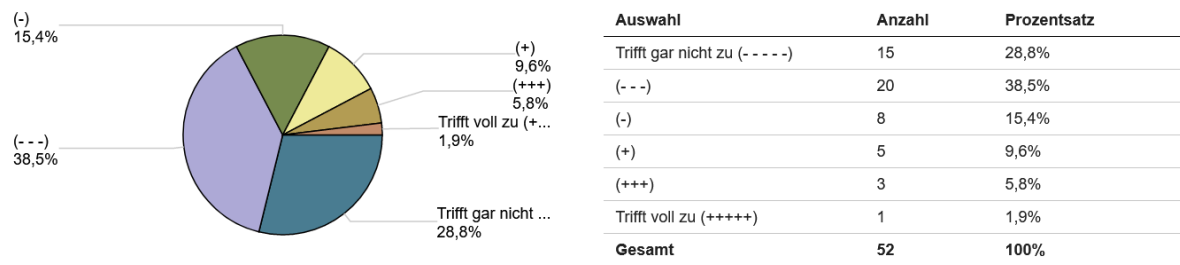 (-)
15,4%
(+)
9,6%
(+++)
5,8%
Trifft voll zu (+...
1,9%
(- - -)
38,5%
Trifft gar nicht ...
28,8%
Auswahl Anzahl Prozentsatz
Trifft gar nicht zu (- - - - -) 15 28,8%
(- - -) 20 38,5%
(-) 8 15,4%
(+) 5 9,6%
(+++) 3 5,8%
Trifft voll zu (+++++) 1 1,9%
Gesamt 52 100%